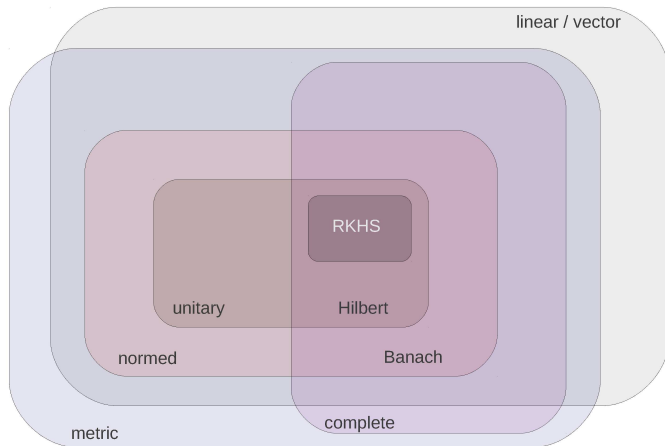 linear / vector
RKHS
unitary
Hilbert
normed
Banach
complete
metric